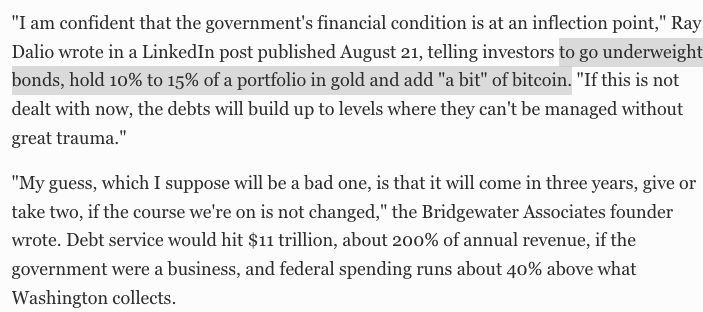 "I am confident that the government's financial condition is at an inflection point," Ray
Dalio wrote in a LinkedIn post published August 21, telling investors to go underweight
bonds, hold 10% to 15% of a portfolio in gold and add "a bit" of bitcoin. "If this is not
dealt with now, the debts will build up to levels where they can't be managed without
great trauma."
"My guess, which I suppose will be a bad one, is that it will come in three years, give or
take two, if the course we're on is not changed," the Bridgewater Associates founder
wrote. Debt service would hit $11 trillion, about 200% of annual revenue, if the
government were a business, and federal spending runs about 40% above what
Washington collects.